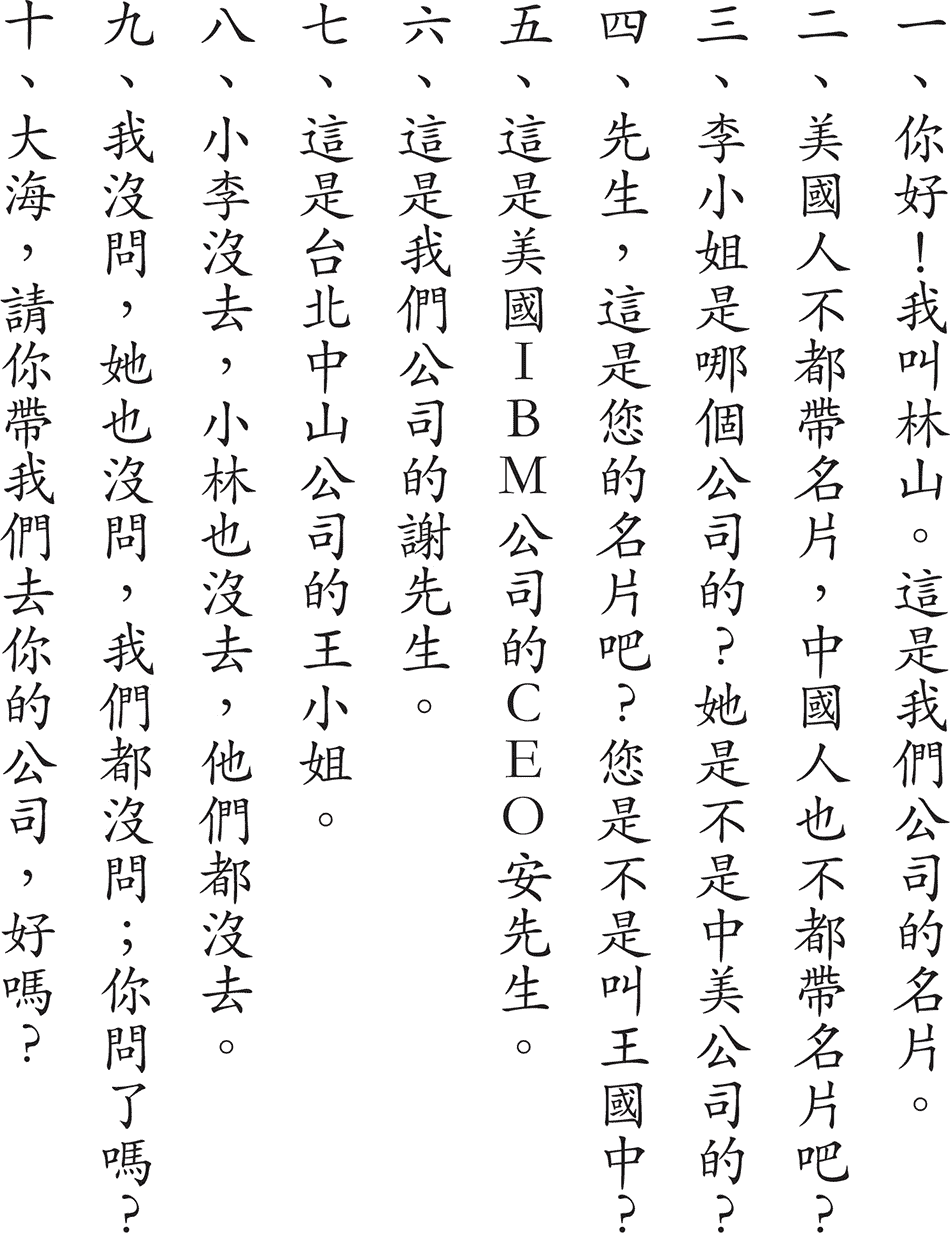 一、你好！我叫林山。這是我們公司的名片。
二、美國人不都帶名片，中國人也不都帶名片吧？
三、李小姐是哪個公司的？她是不是中美公司的？
四、先生，這是您的名片吧？您是不是叫王國中？
五、這是美國IBM公司的CEO安先生。
六、這是我們公司的謝先生。
七、這是台北中山公司的王小姐。
八、小李沒去，小林也沒去，他們都沒去。
九、我沒問，她也沒問，我們都沒問；你問了嗎？
十、大海，請你帶我們去你的公司，好嗎？